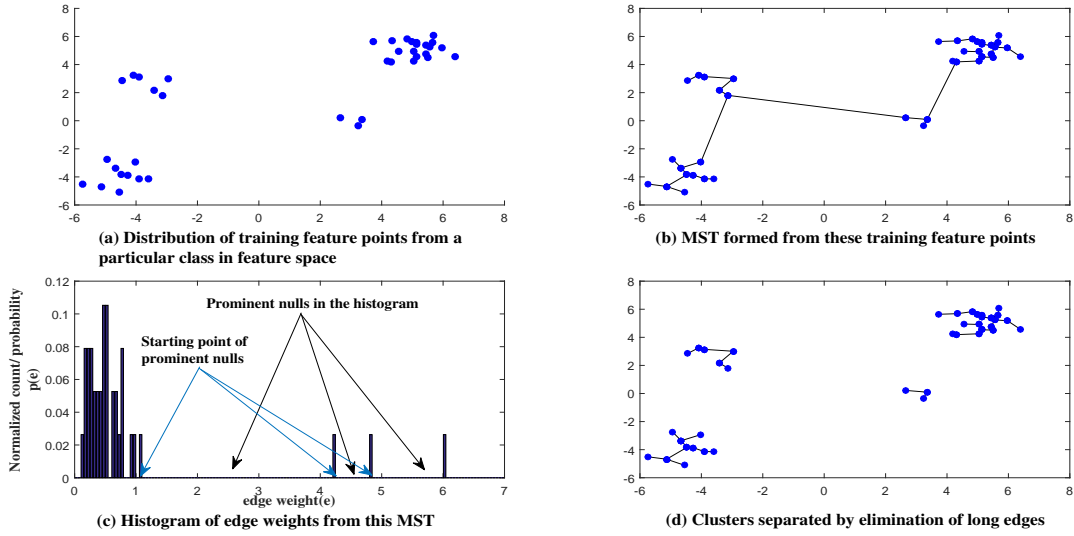 8
6
4
2
0
-2
-4
-6
-6 -4 -2 0 2 4 6 8
(a) Distribution of training feature points from a
particular class in feature space
8
6
4
2
0
-2
-4
-6
-6 -4 -2 0 2 4 6 8
(b) MST formed from these training feature points
0.12
0.1
0.08
0.06
0.04
0.02
0
Normalized count/ probability
p(e)
Prominent nulls in the histogram
Starting point of
prominent nulls
0 1 2 3 4 5 6 7
edge weight(e)
(c) Histogram of edge weights from this MST
8
6
4
2
0
-2
-4
-6
-6 -4 -2 0 2 4 6 8
(d) Clusters separated by elimination of long edges